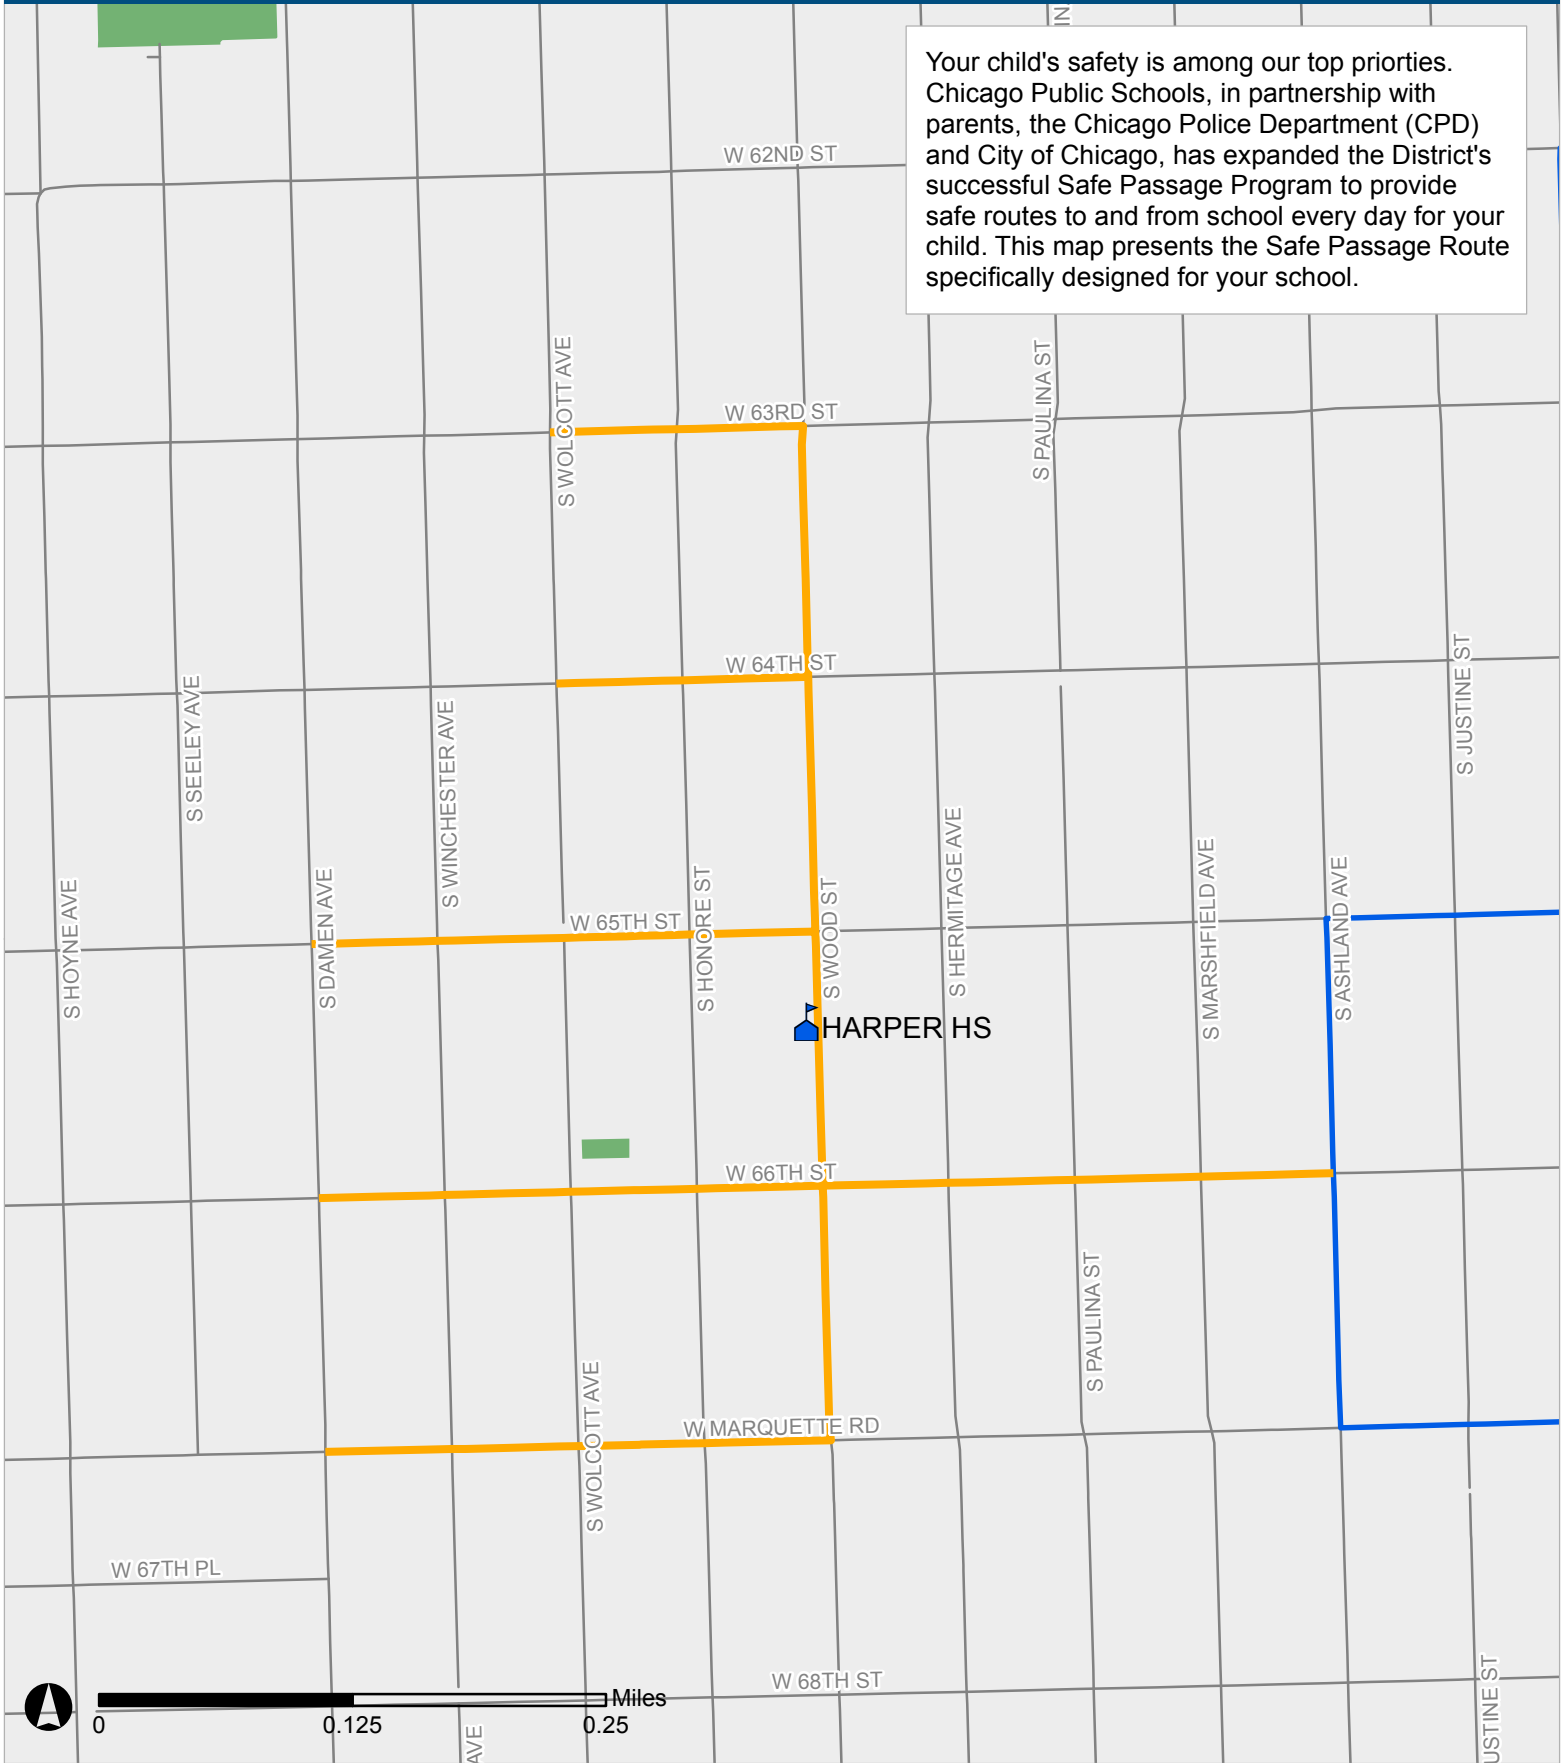 Your child's safety is among our top priorties.
Chicago Public Schools, in partnership with
parents, the Chicago Police Department (CPD)
and City of Chicago, has expanded the District's
successful Safe Passage Program to provide
safe routes to and from school every day for your
child. This map presents the Safe Passage Route
specifically designed for your school.
IN
W 62ND ST
S WOLCOTT AVE
W 63RD ST
S PAULINA ST
W 64TH ST
S JUSTINE ST
S SEELEY AVE
S WINCHESTER AVE
S HERMITAGE AVE
S MARSHFIELD AVE
S ASHLAND AVE
S HOYNE AVE
S DAMEN AVE
W 65TH ST
S HONORE ST
S WOOD ST
HARPER HS
W 66TH ST
S PAULINA ST
S WOLCOTT AVE
W MARQUETTE RD
W 67TH PL
W 68TH ST
USTINE ST
AVE
Miles
0
0.125
0.25